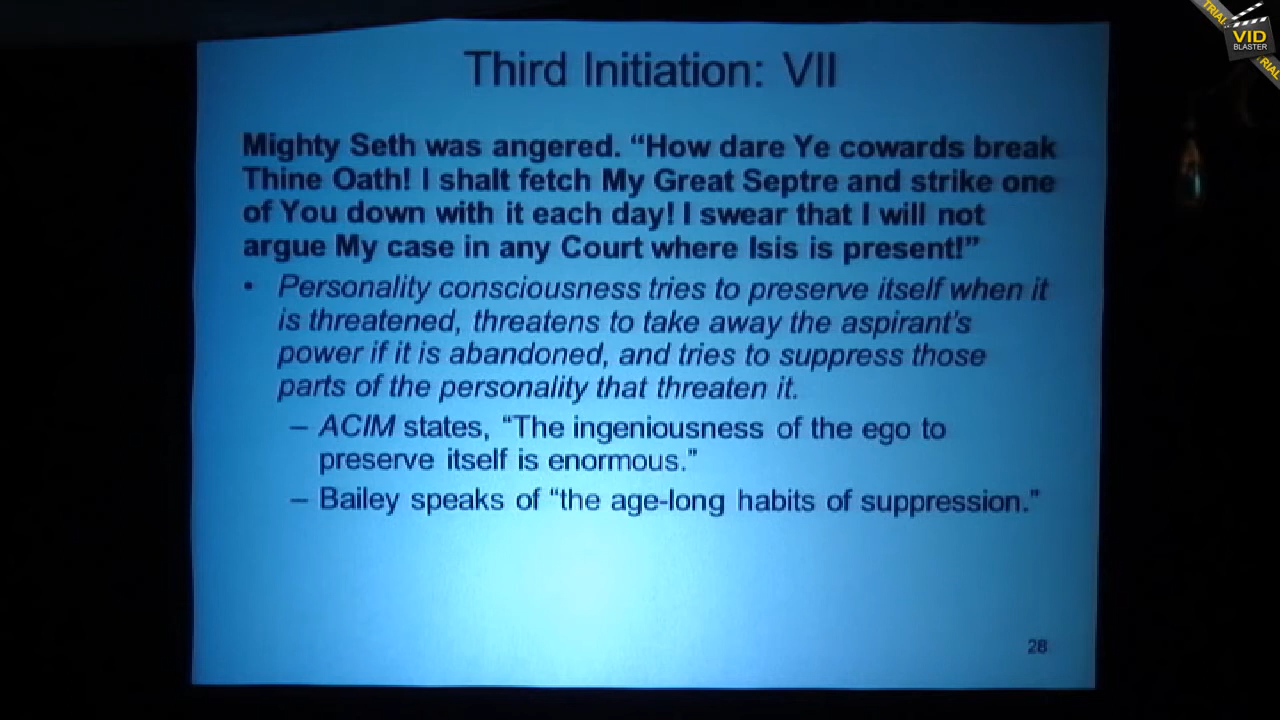 Third Initiation: VII
Mighty Seth was angered. “How dare Ye cowards break
Thine Oath! I shalt fetch My Great Septre and strike one
of You down with it each day! I swear that I will not
argue My case in any Court where Isis is present!”
• Personality consciousness tries to preserve itself when it
is threatened, threatens to take away the aspirant's
power if it is abandoned, and tries to suppress those
parts of the personality that threaten it.
– ACIM states, “The ingeniousness of the ego to
preserve itself is enormous.”
– Bailey speaks of “the age-long habits of suppression.”
28
TRIAL
VID
BLASTER
TRIAL